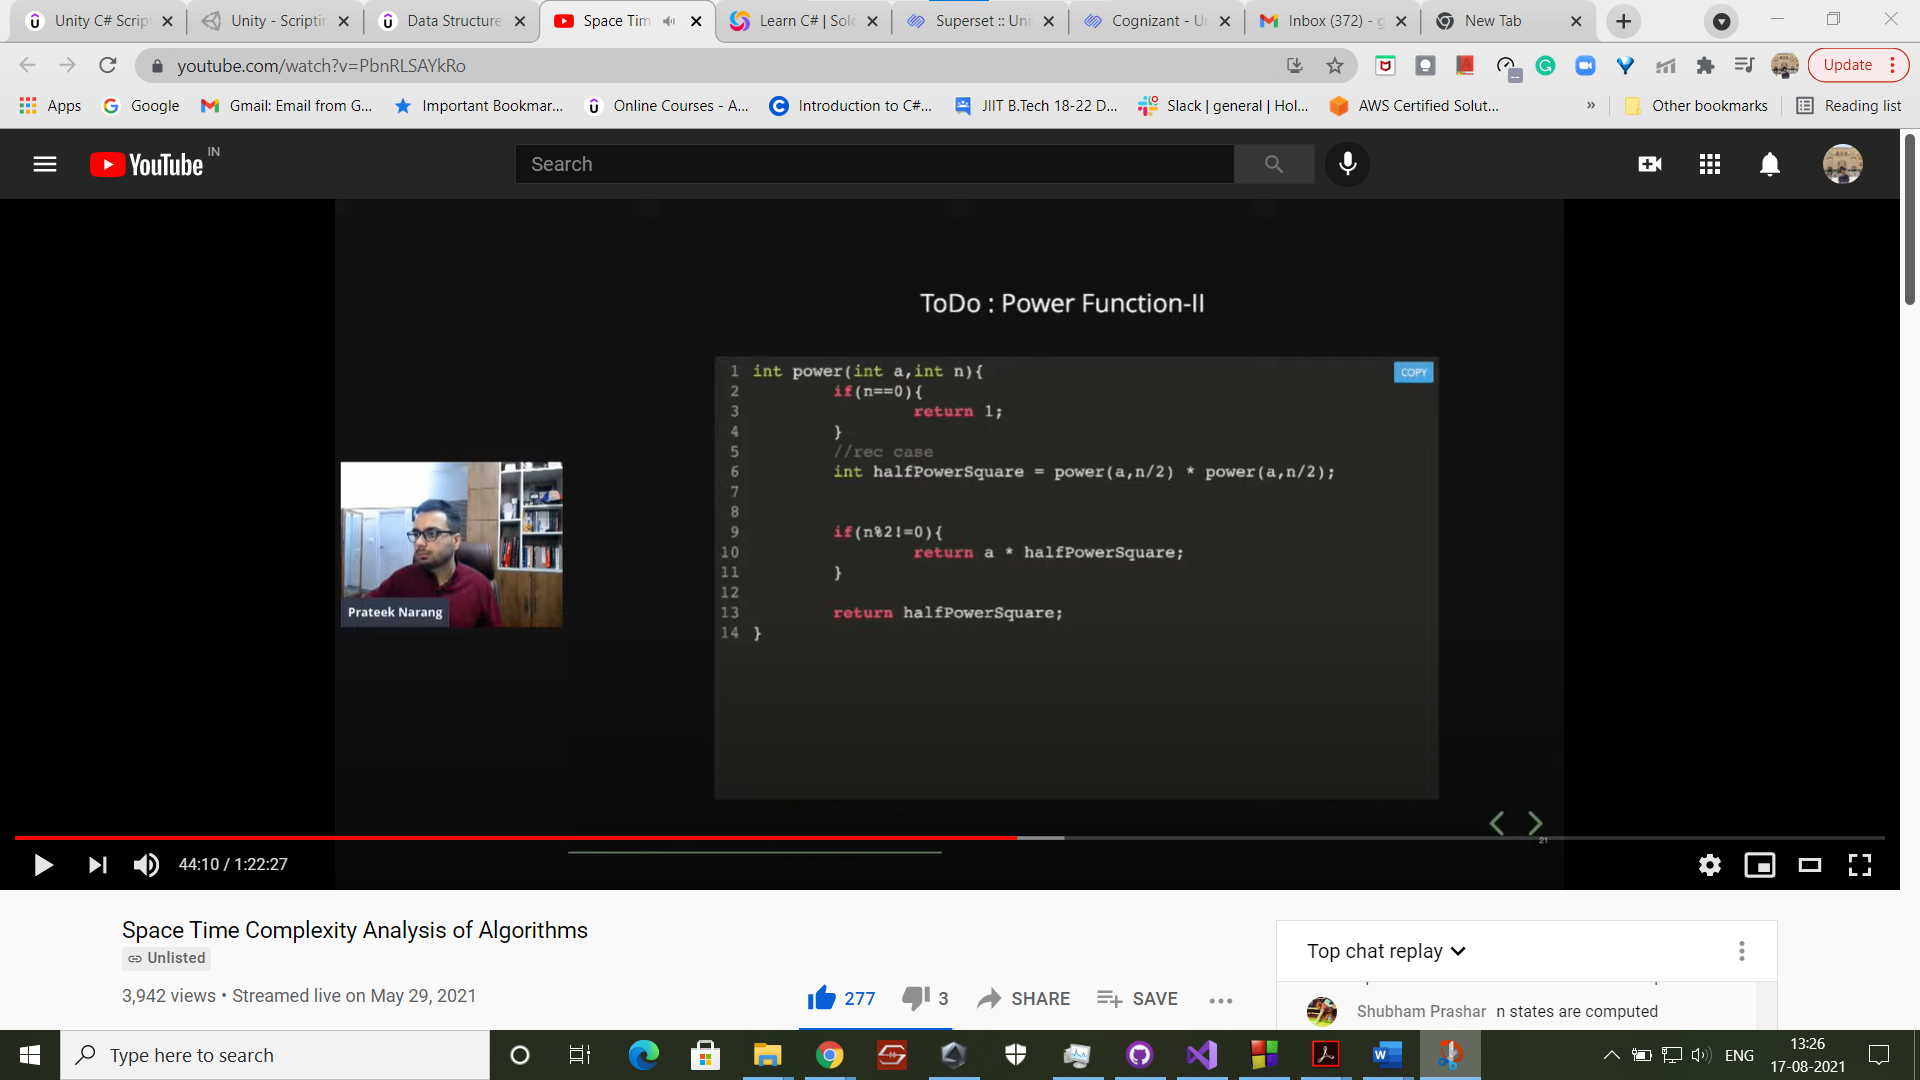 Unity C# Scrip
Unity - Scriptin
Data Structure
Space Tim
Learn C# | Solo
Superset :: Uni
Cognizant - Un
Inbox (372) - g
New Tab
youtube.com/watch?v=PbnRLSAYkRo
Update
Apps
Google
Gmail: Email from G...
Important Bookmar...
Online Courses - A...
Introduction to C#...
JIIT B.Tech 18-22 D...
Slack | general | Hol...
AWS Certified Solut...
»
Other bookmarks
Reading list
YouTube IN
Search
ToDo : Power Function-II
COPY
1 int power(int a,int n){
2 if(n==0){
3 return 1;
4 }
5 //rec case
6 int halfPowerSquare = power(a,n/2) * power(a,n/2);
7
8
9 if(n%2!=0){
10 return a * halfPowerSquare;
11 }
12
13 return halfPowerSquare;
14 }
Prateek Narang
21
44:10 / 1:22:27
Space Time Complexity Analysis of Algorithms
Unlisted
3,942 views • Streamed live on May 29, 2021
277
3
SHARE
SAVE
Top chat replay
Shubham Prashar n states are computed
Type here to search
ENG
13:26
17-08-2021